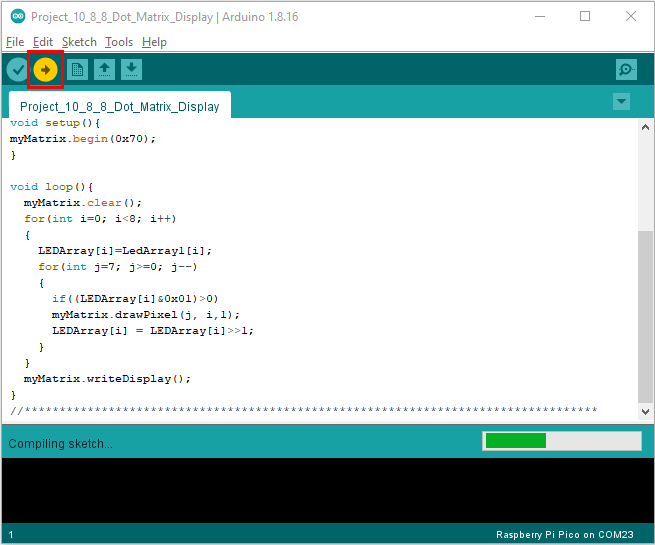 Project_10_8_8_Dot_Matrix_Display | Arduino 1.8.16
File Edit Sketch Tools Help
Project_10_8_8_Dot_Matrix_Display
void setup(){
myMatrix.begin(0x70);
}
void loop(){
myMatrix.clear();
for(int i=0; i<8; i++)
{
LEDArray[i]=LedArray1[i];
for(int j=7; j>=0; j--)
{
if((LEDArray[i]&0x01)>0)
myMatrix.drawPixel(j, i,1);
LEDArray[i] = LEDArray[i]>>1;
}
}
myMatrix.writeDisplay();
}
//**********************************************************************************
Compiling sketch...
1 Raspberry Pi Pico on COM23